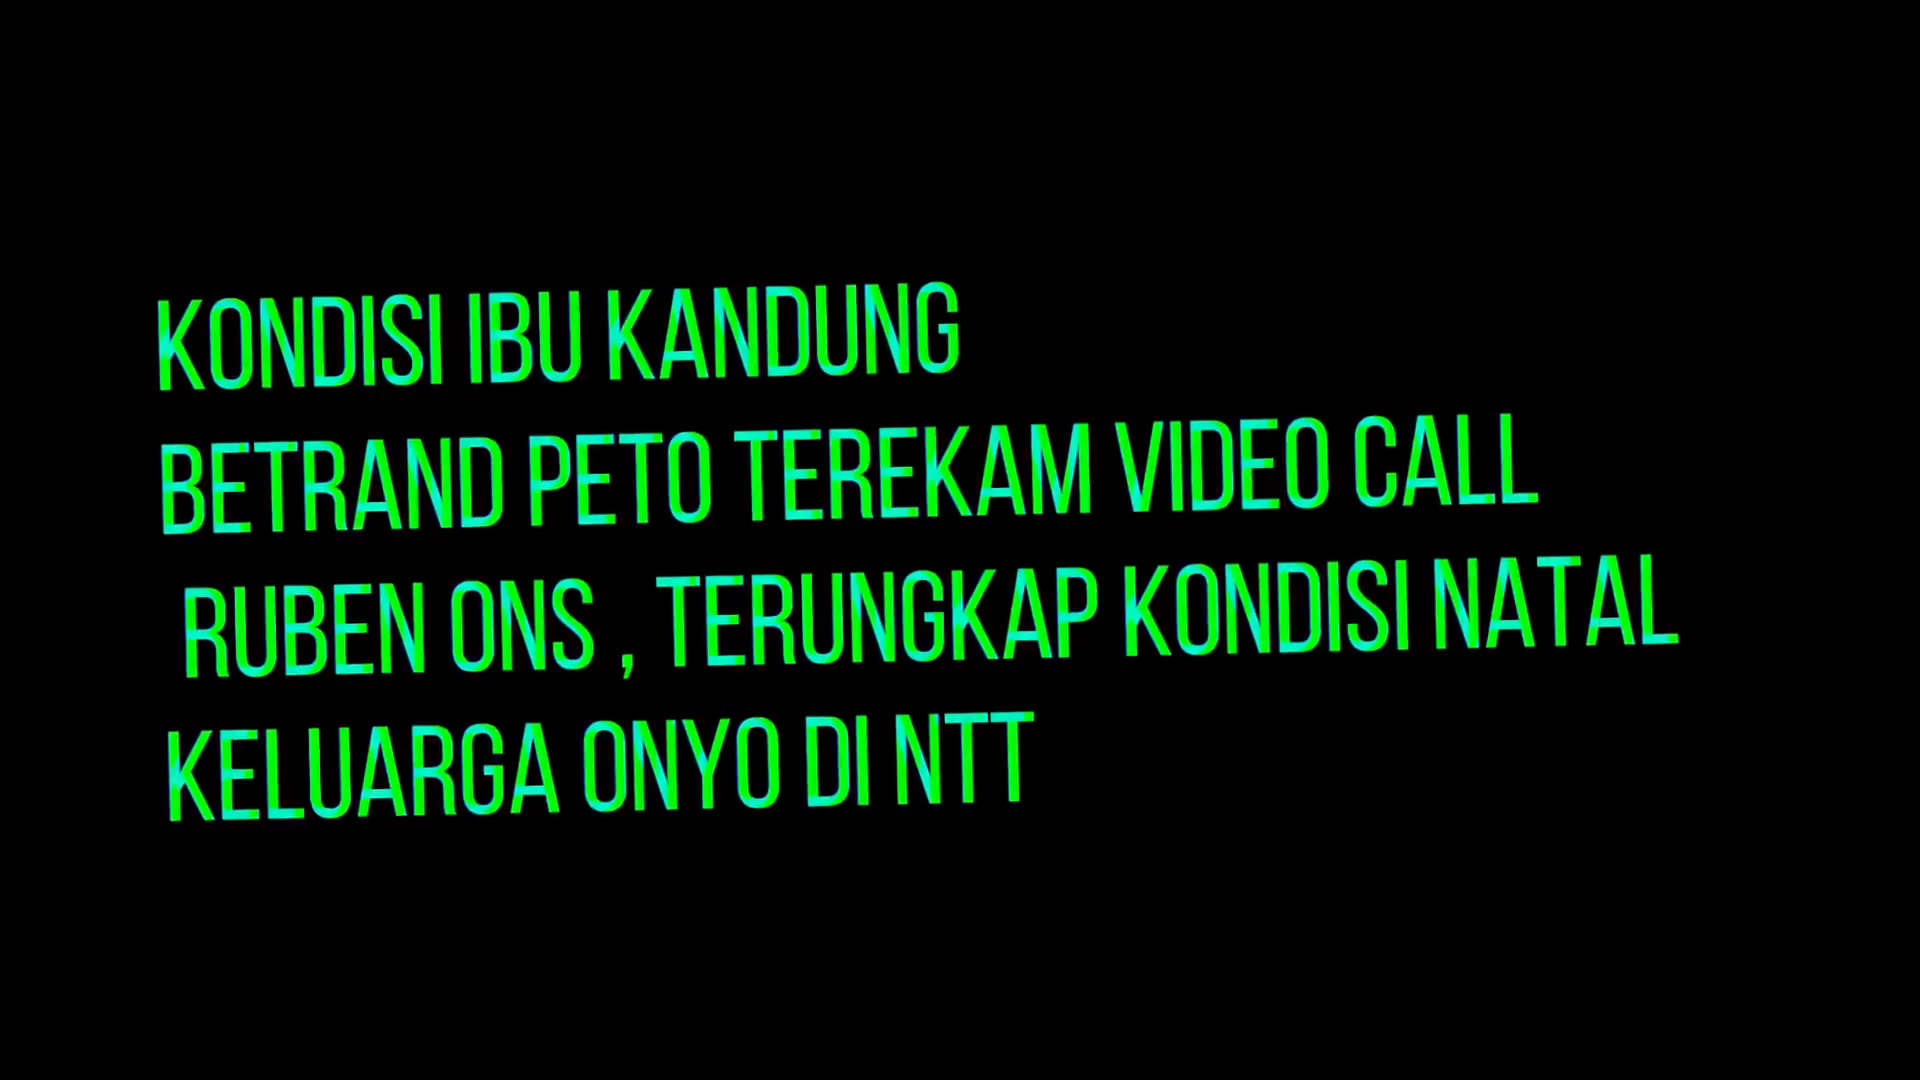 KONDISI IBU KANDUNG
BETRAND PETO TEREKAM VIDEO CALL
RUBEN ONS , TERUNGKAP KONDISI NATAL
KELUARGA ONYO DI NTT